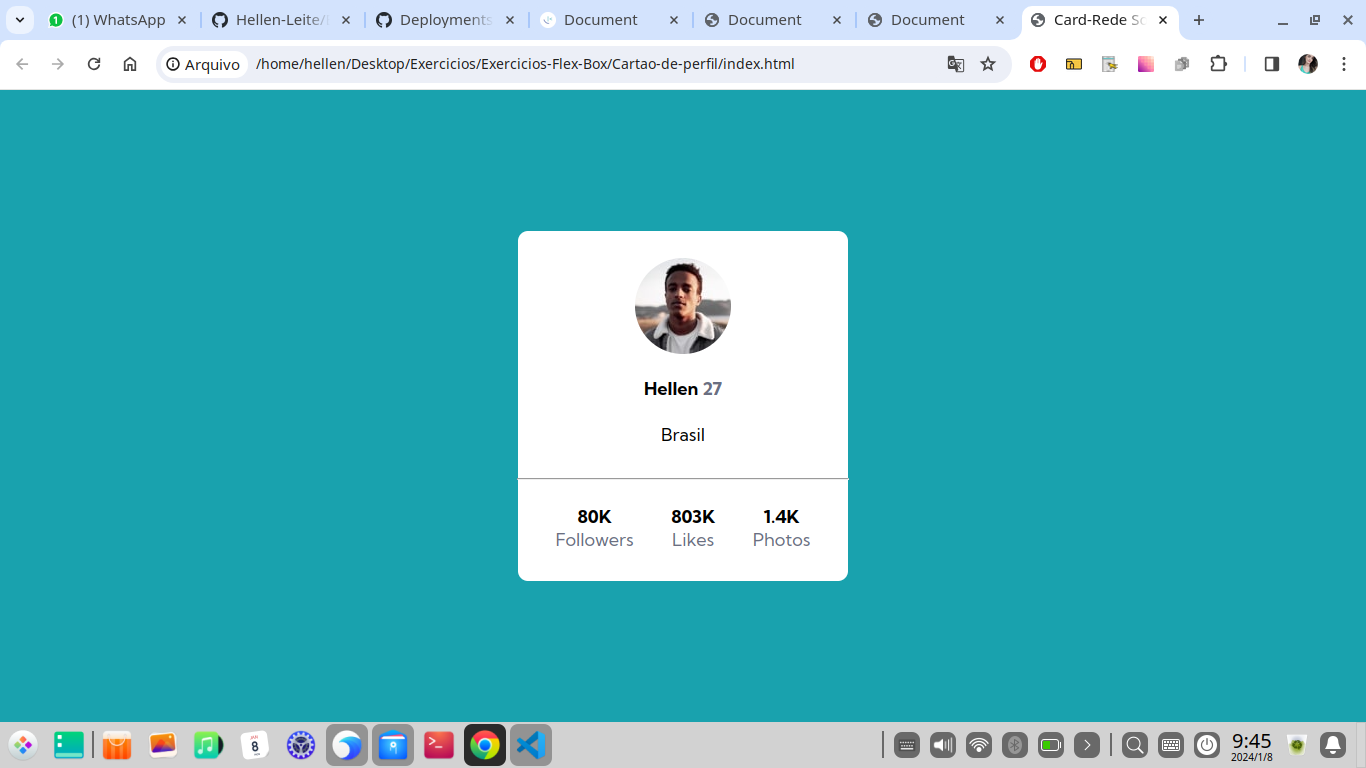 (1) WhatsApp
Hellen-Leite/
Deployments
Document
Document
Document
Card-Rede So
Arquivo
/home/hellen/Desktop/Exercicios/Exercicios-Flex-Box/Cartao-de-perfil/index.html
Hellen 27
Brasil
80K 803K 1.4K
Followers Likes Photos
JAN
8
9:45
2024/1/8